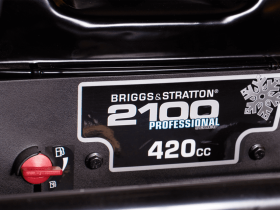 BRIGGS&STRATTON®
2100
PROFESSIONAL
420CC